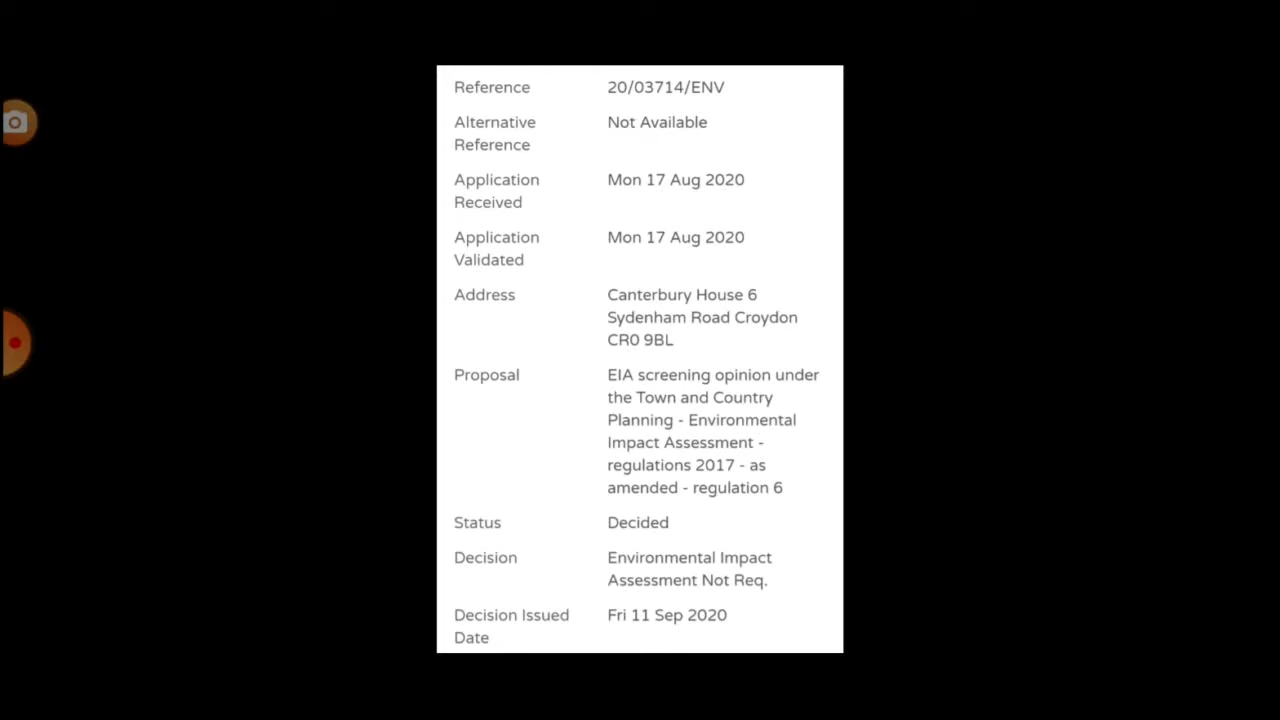 Reference 20/03714/ENV
Alternative Not Available
Reference
Application Mon 17 Aug 2020
Received
Application Mon 17 Aug 2020
Validated
Address Canterbury House 6
Sydenham Road Croydon
CR0 9BL
Proposal EIA screening opinion under
the Town and Country
Planning - Environmental
Impact Assessment -
regulations 2017 - as
amended - regulation 6
Status Decided
Decision Environmental Impact
Assessment Not Req.
Decision Issued Fri 11 Sep 2020
Date